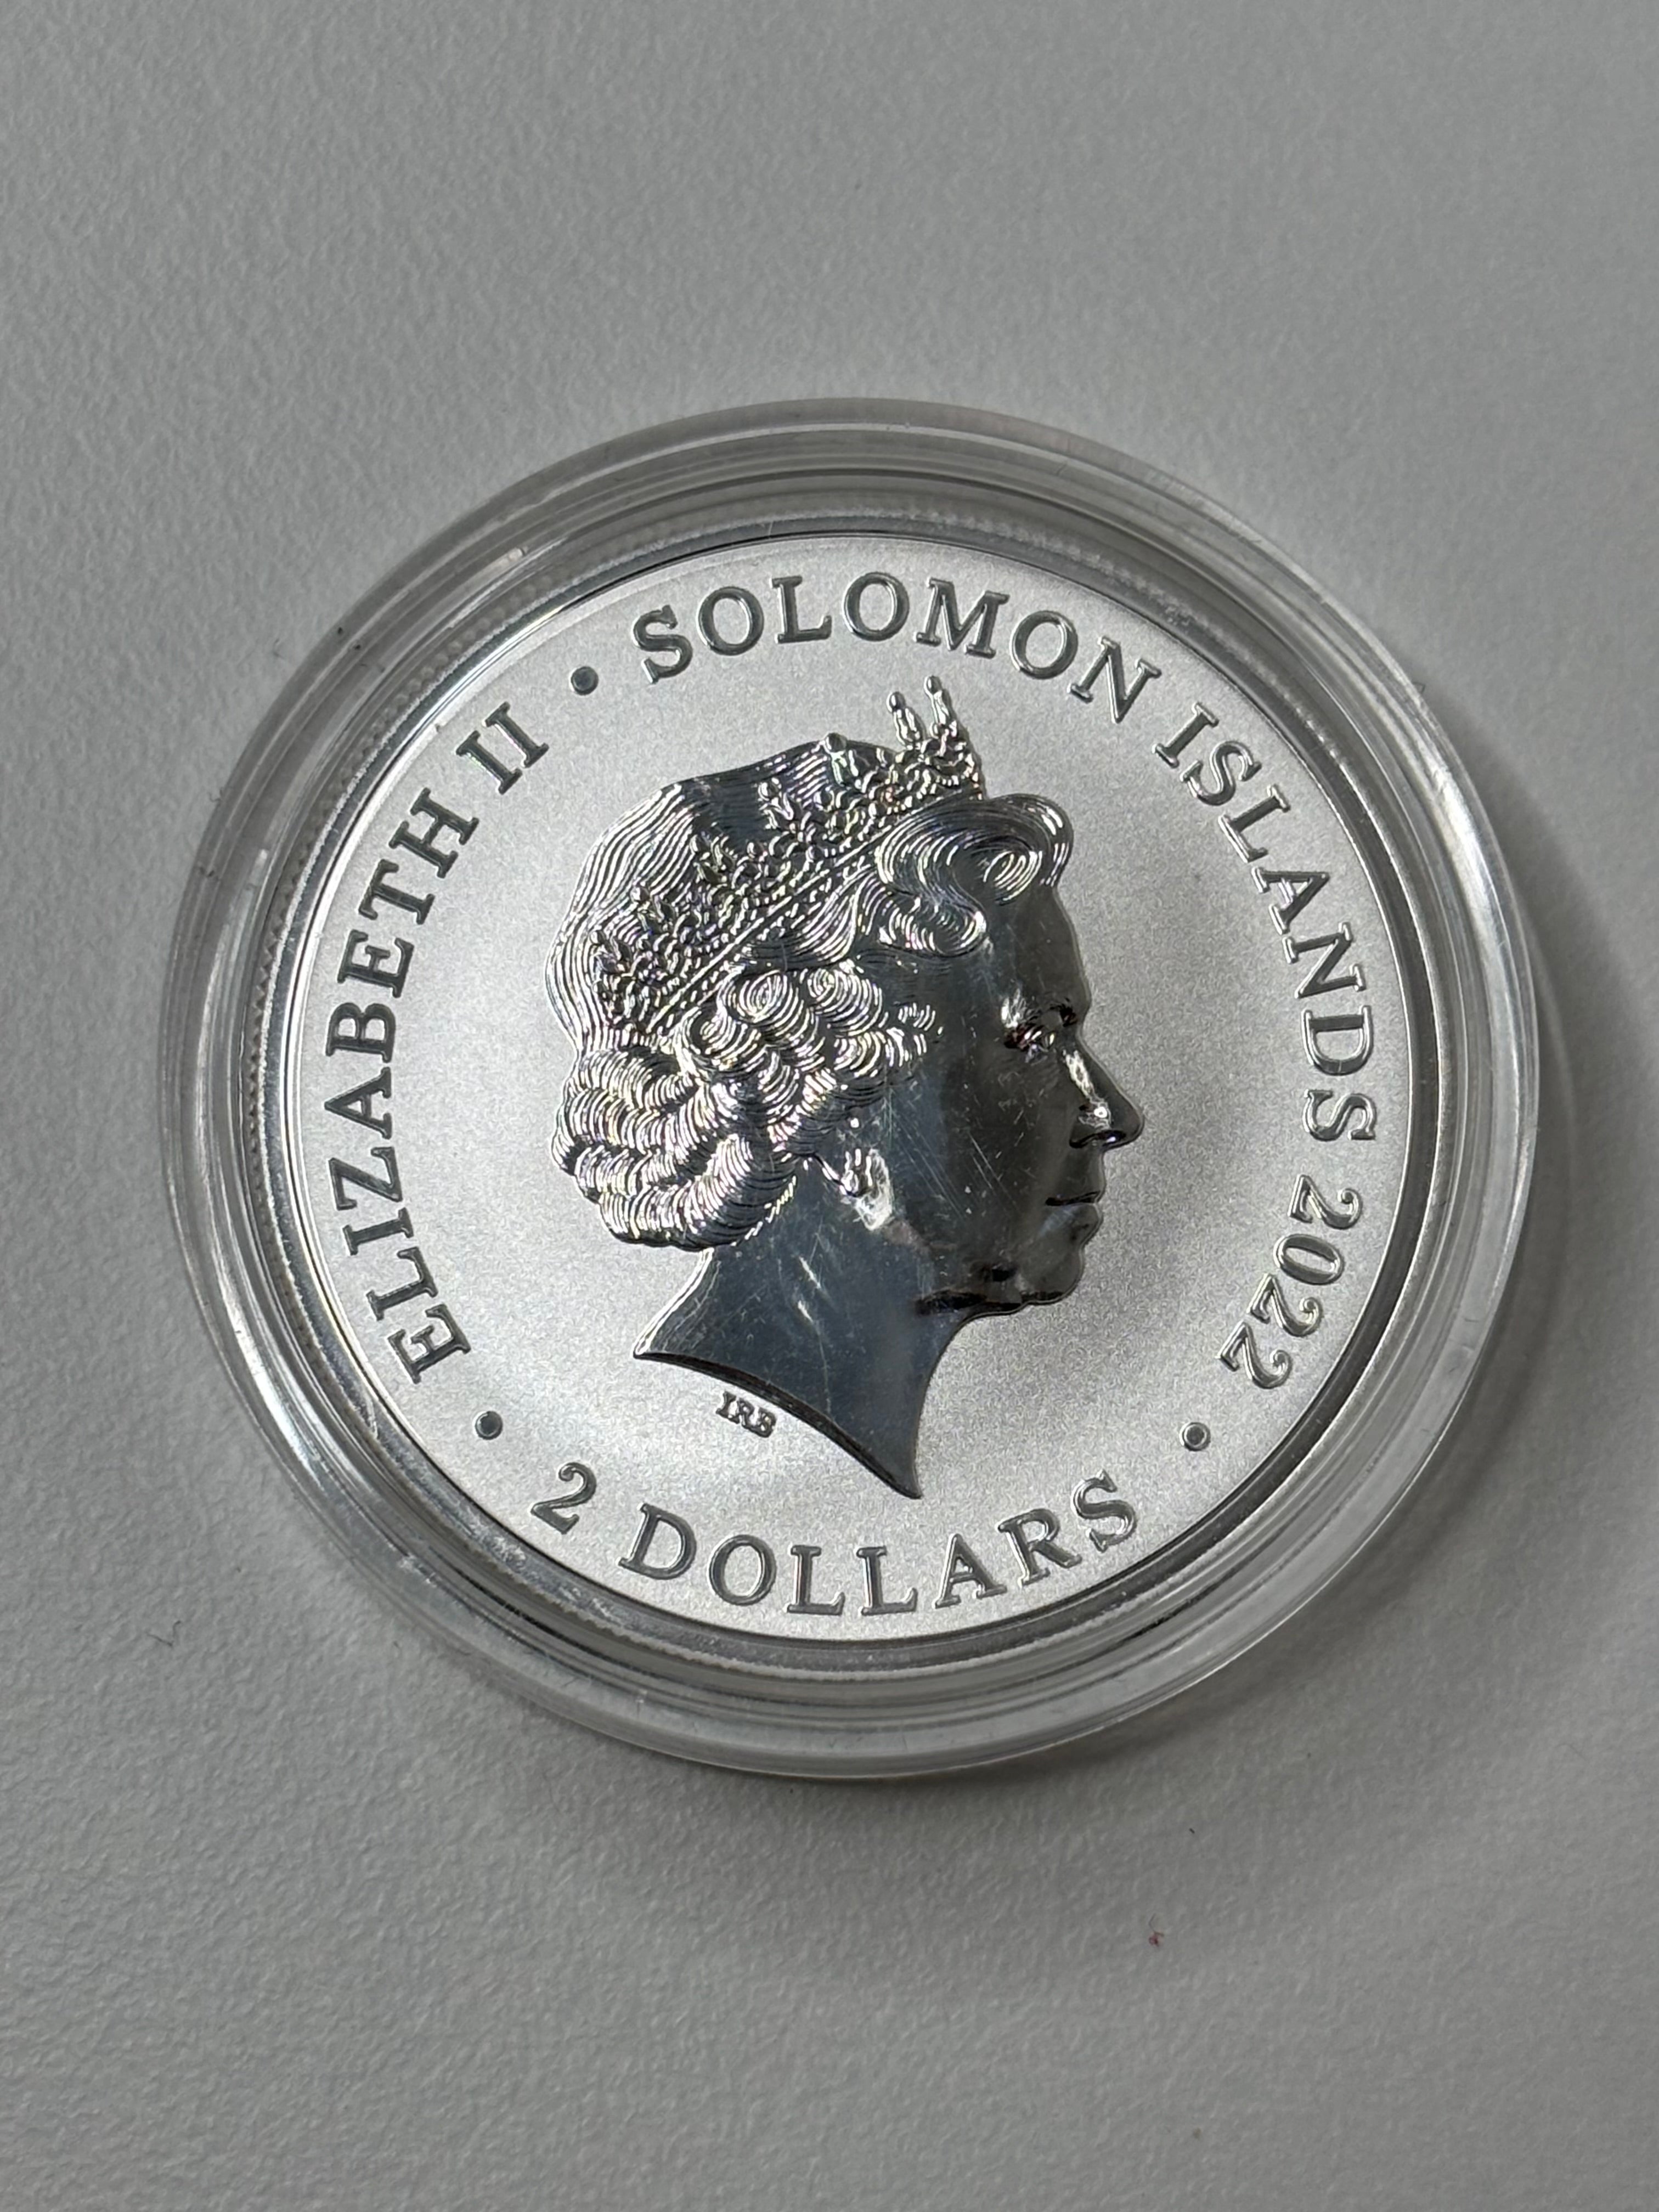 ELIZABETH II • SOLOMON ISLANDS 2022 •
2 DOLLARS •
IRB